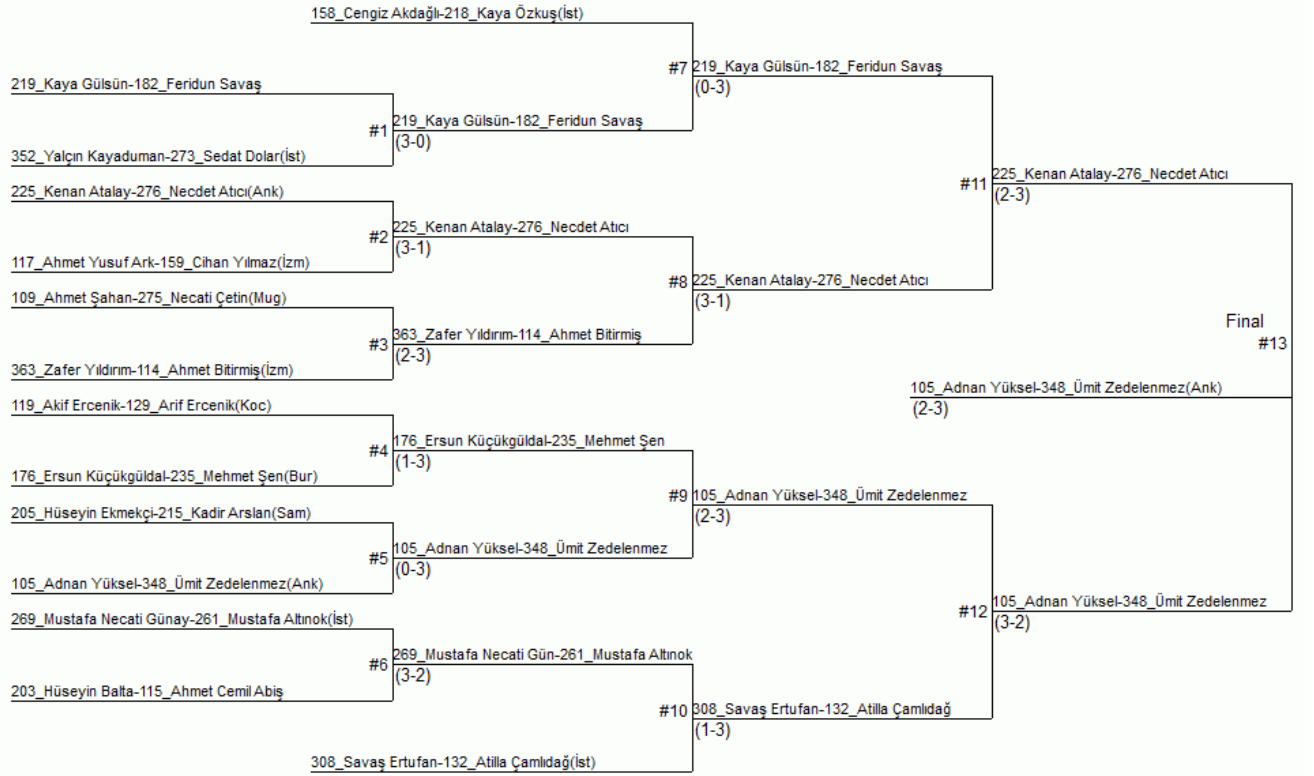 158_Cengiz Akdağlı-218_Kaya Özkuş(İst)
#7
219_Kaya Gülsün-182_Feridun Savaş
(0-3)
219_Kaya Gülsün-182_Feridun Savaş
#1
219_Kaya Gülsün-182_Feridun Savaş
(3-0)
352_Yalçın Kayaduman-273_Sedat Dolar(İst)
#11
225_Kenan Atalay-276_Necdet Atıcı
(2-3)
225_Kenan Atalay-276_Necdet Atıcı(Ank)
#2
225_Kenan Atalay-276_Necdet Atıcı
(3-1)
117_Ahmet Yusuf Ark-159_Cihan Yılmaz(İzm)
#8
225_Kenan Atalay-276_Necdet Atıcı
(3-1)
109_Ahmet Şahan-275_Necati Çetin(Mug)
#3
363_Zafer Yıldırım-114_Ahmet Bitirmiş
(2-3)
363_Zafer Yıldırım-114_Ahmet Bitirmiş(İzm)
Final
#13
105_Adnan Yüksel-348_Ümit Zedelenmez(Ank)
(2-3)
119_Akif Ercenik-129_Arif Ercenik(Koc)
#4
176_Ersun Küçükgüldal-235_Mehmet Şen
(1-3)
176_Ersun Küçükgüldal-235_Mehmet Şen(Bur)
#9
105_Adnan Yüksel-348_Ümit Zedelenmez
(2-3)
205_Hüseyin Ekmekçi-215_Kadir Arslan(Sam)
#5
105_Adnan Yüksel-348_Ümit Zedelenmez
(0-3)
105_Adnan Yüksel-348_Ümit Zedelenmez(Ank)
#12
105_Adnan Yüksel-348_Ümit Zedelenmez
(3-2)
269_Mustafa Necati Günay-261_Mustafa Altınok(İst)
#6
269_Mustafa Necati Gün-261_Mustafa Altınok
(3-2)
203_Hüseyin Balta-115_Ahmet Cemil Abiş
#10
308_Savaş Ertufan-132_Atilla Çamlıdağ
(1-3)
308_Savaş Ertufan-132_Atilla Çamlıdağ(İst)